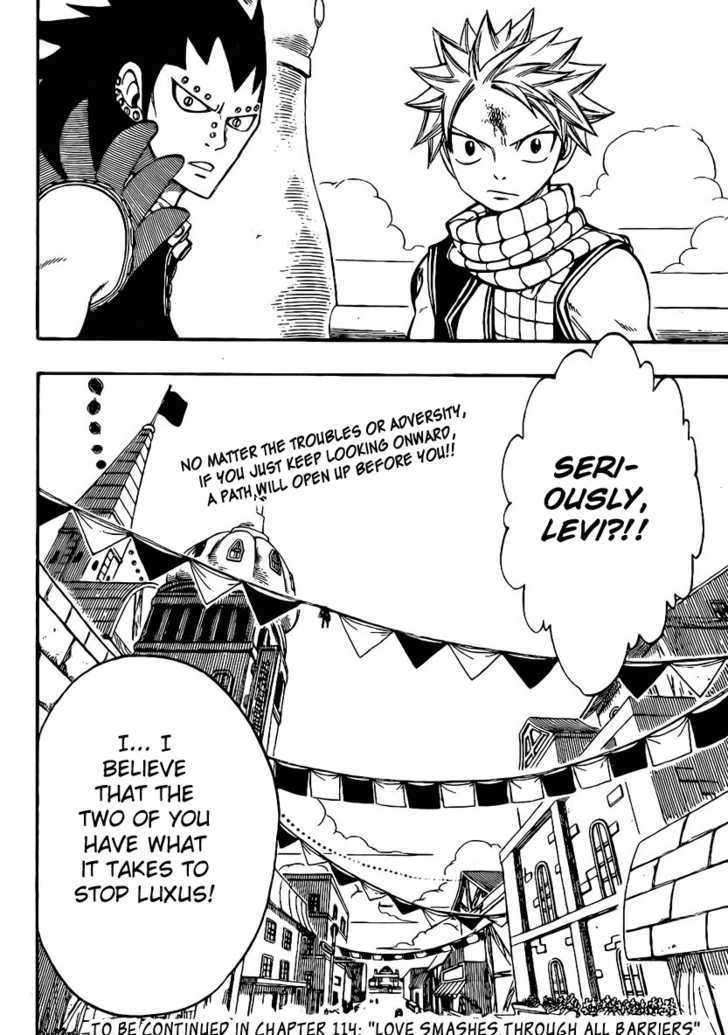 SERI-
OUSLY,
LEVI?!!
NO MATTER THE TROUBLES OR ADVERSITY,
IF YOU JUST KEEP LOOKING ONWARD,
A PATH WILL OPEN UP BEFORE YOU!!
I... I
BELIEVE
THAT THE
TWO OF YOU
HAVE WHAT
IT TAKES TO
STOP LUXUS!
TO BE CONTINUED IN CHAPTER 114: "LOVE SMASHES THROUGH ALL BARRIERS"